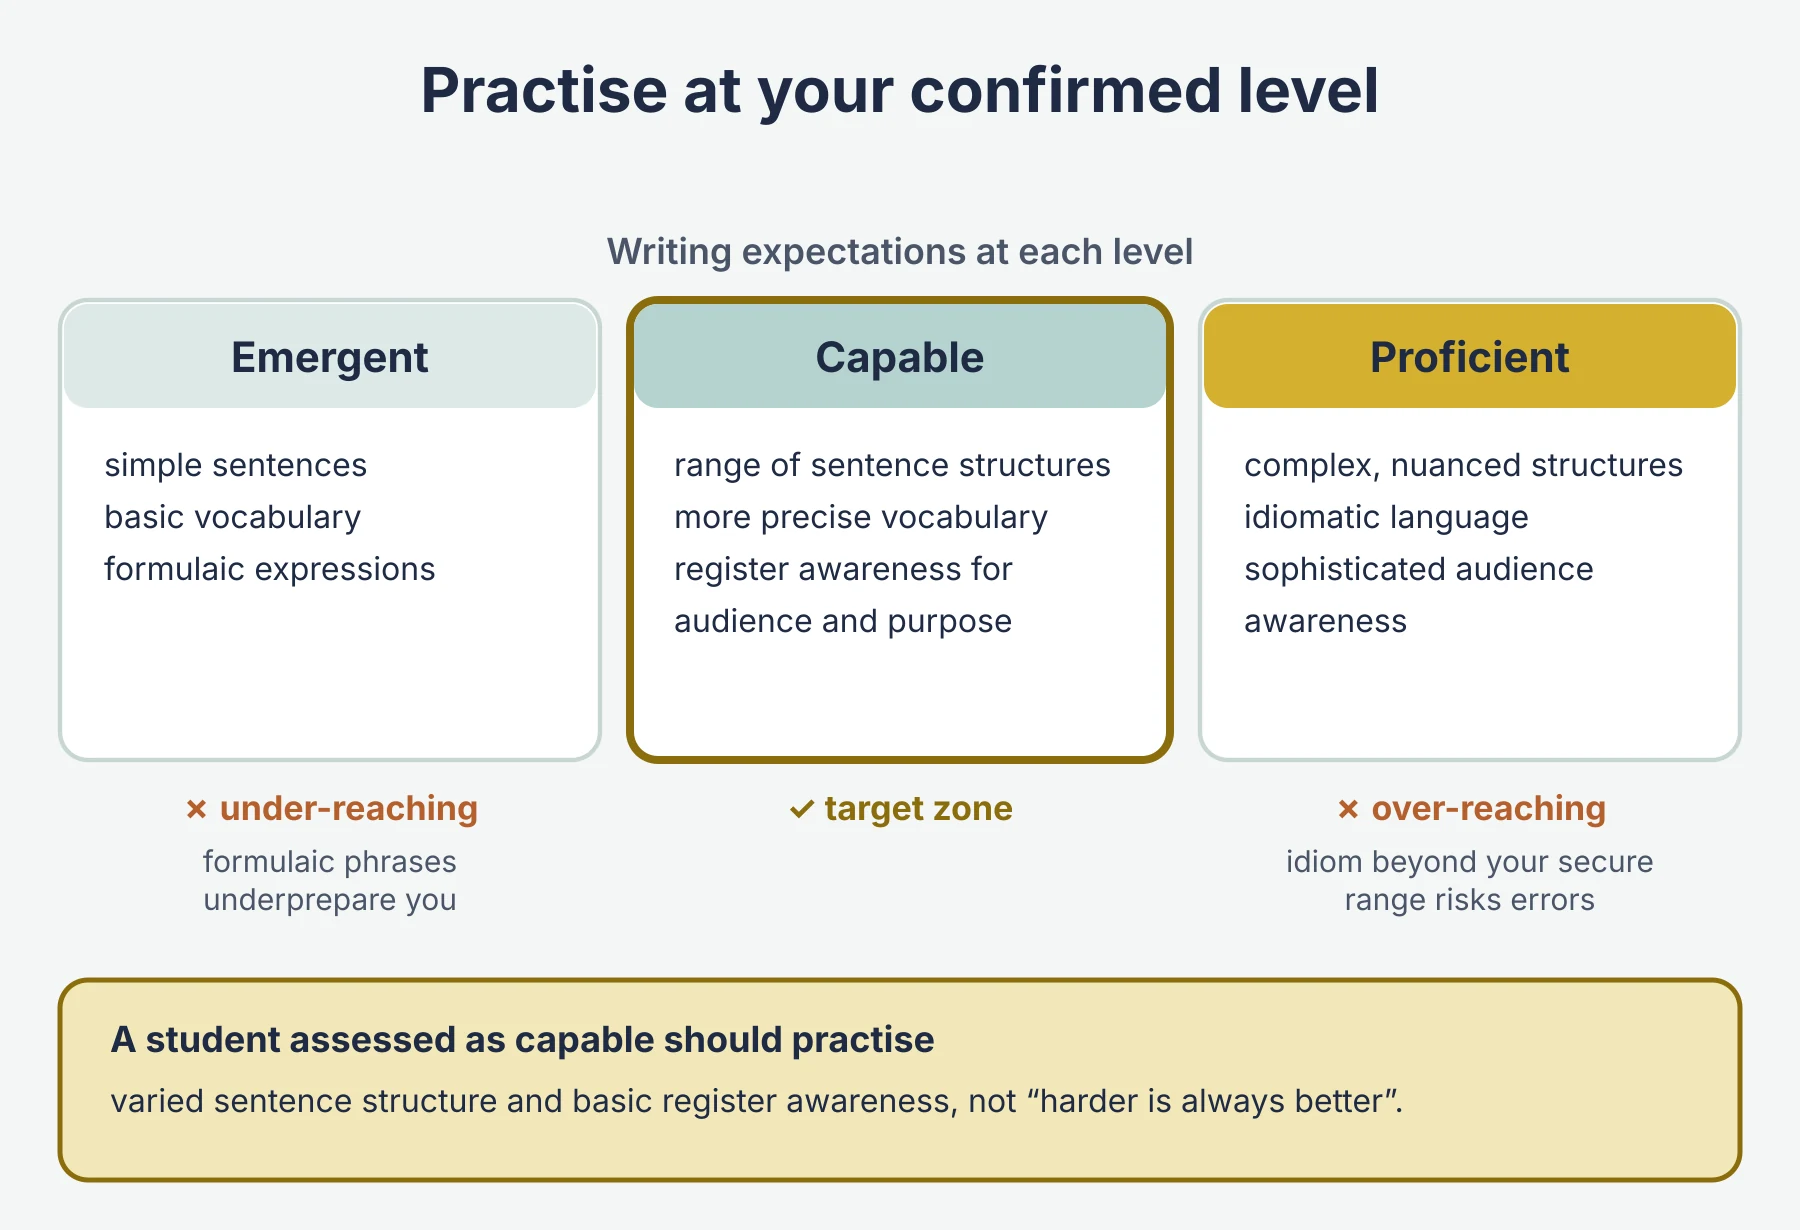 Practise at your confirmed level
Writing expectations at each level
Emergent
simple sentences
basic vocabulary
formulaic expressions
Capable
range of sentence structures
more precise vocabulary
register awareness for
audience and purpose
Proficient
complex, nuanced structures
idiomatic language
sophisticated audience
awareness
× under-reaching
formulaic phrases
underprepare you
✓ target zone
× over-reaching
idiom beyond your secure
range risks errors
A student assessed as capable should practise
varied sentence structure and basic register awareness, not “harder is always better”.